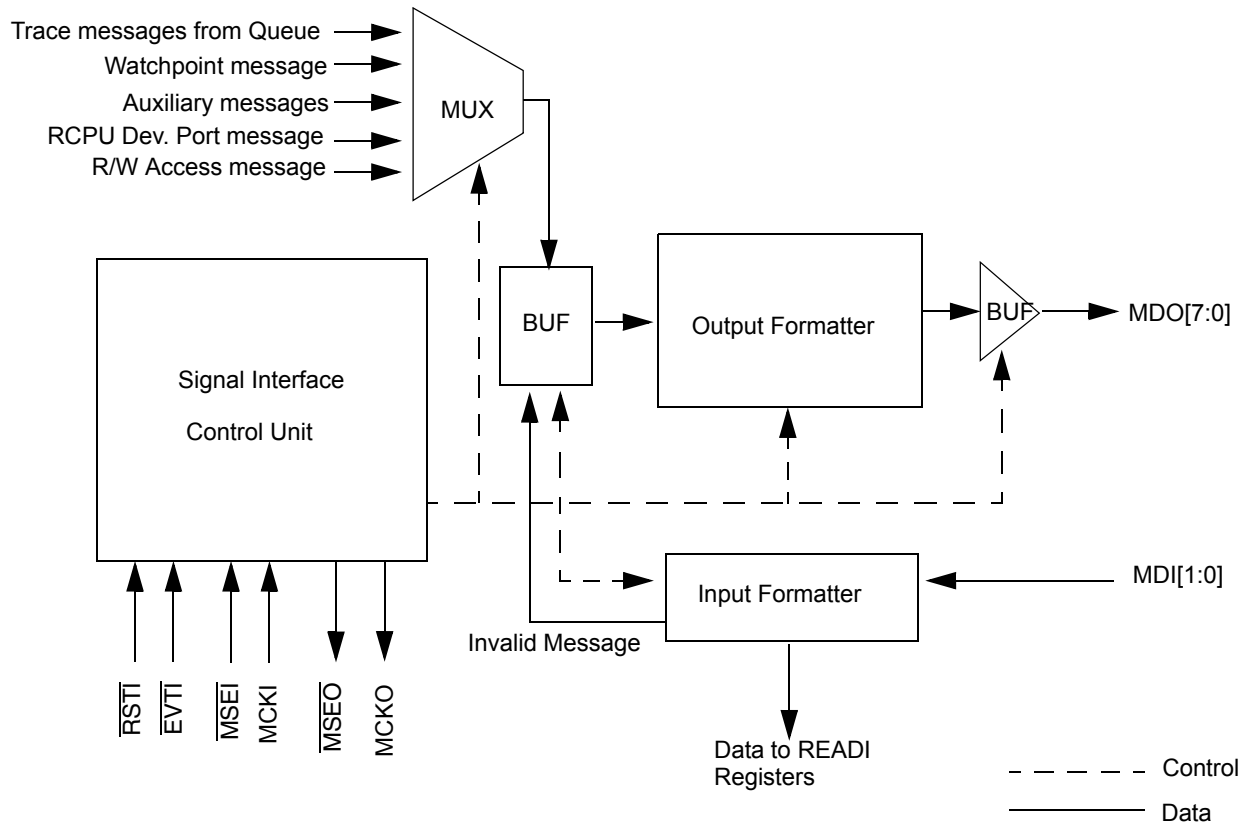 Trace messages from Queue
Watchpoint message
Auxiliary messages
RCPU Dev. Port message
R/W Access message
MUX
BUF
Output Formatter
BUF
MDO[7:0]
Signal Interface
Control Unit
Input Formatter
MDI[1:0]
Invalid Message
RSTI
EVTI
MSEI
MCKI
MSEO
MCKO
Data to READI
Registers
Control
Data